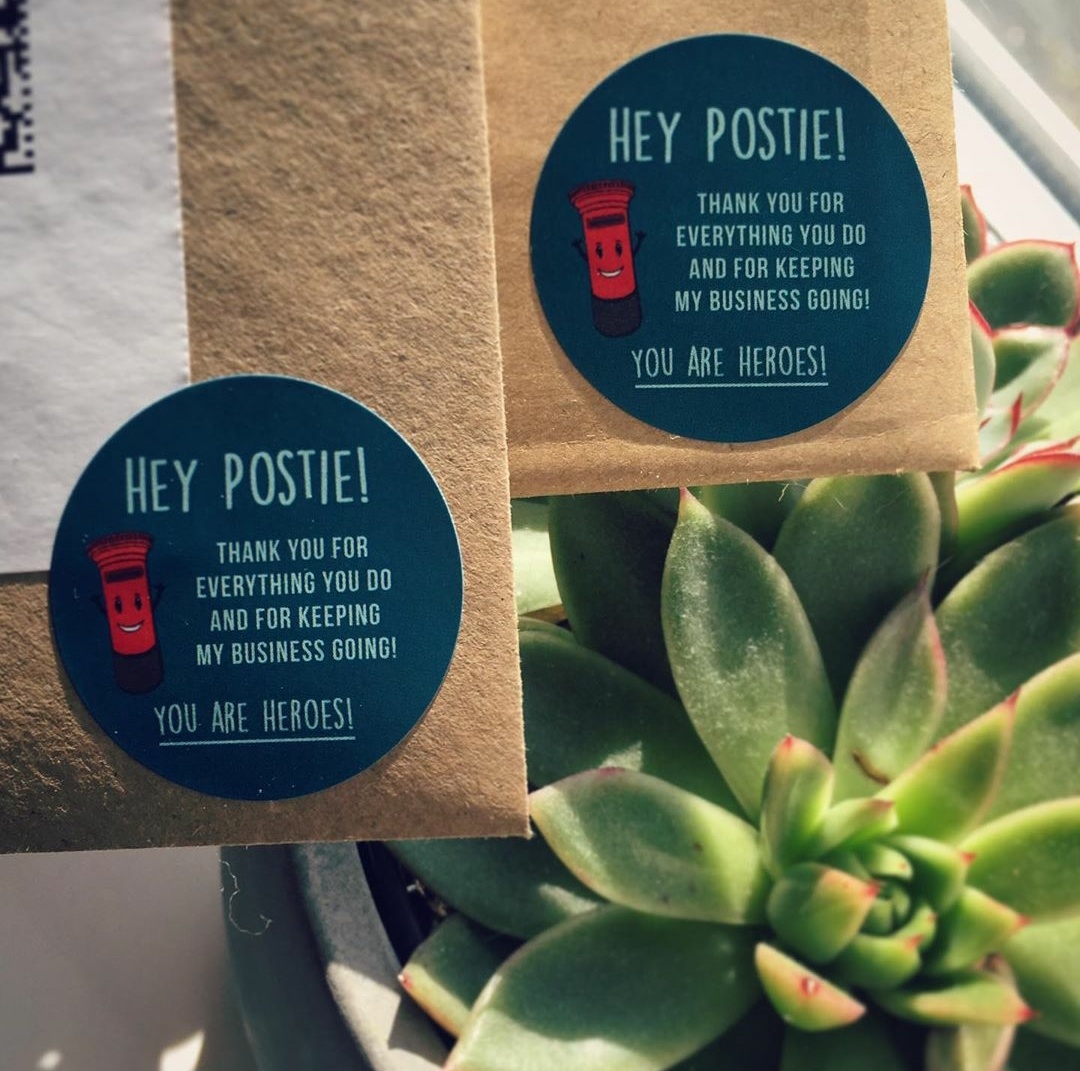 HEY POSTIE!
THANK YOU FOR
EVERYTHING YOU DO
AND FOR KEEPING
MY BUSINESS GOING!
YOU ARE HEROES!
HEY POSTIE!
THANK YOU FOR
EVERYTHING YOU DO
AND FOR KEEPING
MY BUSINESS GOING!
YOU ARE HEROES!